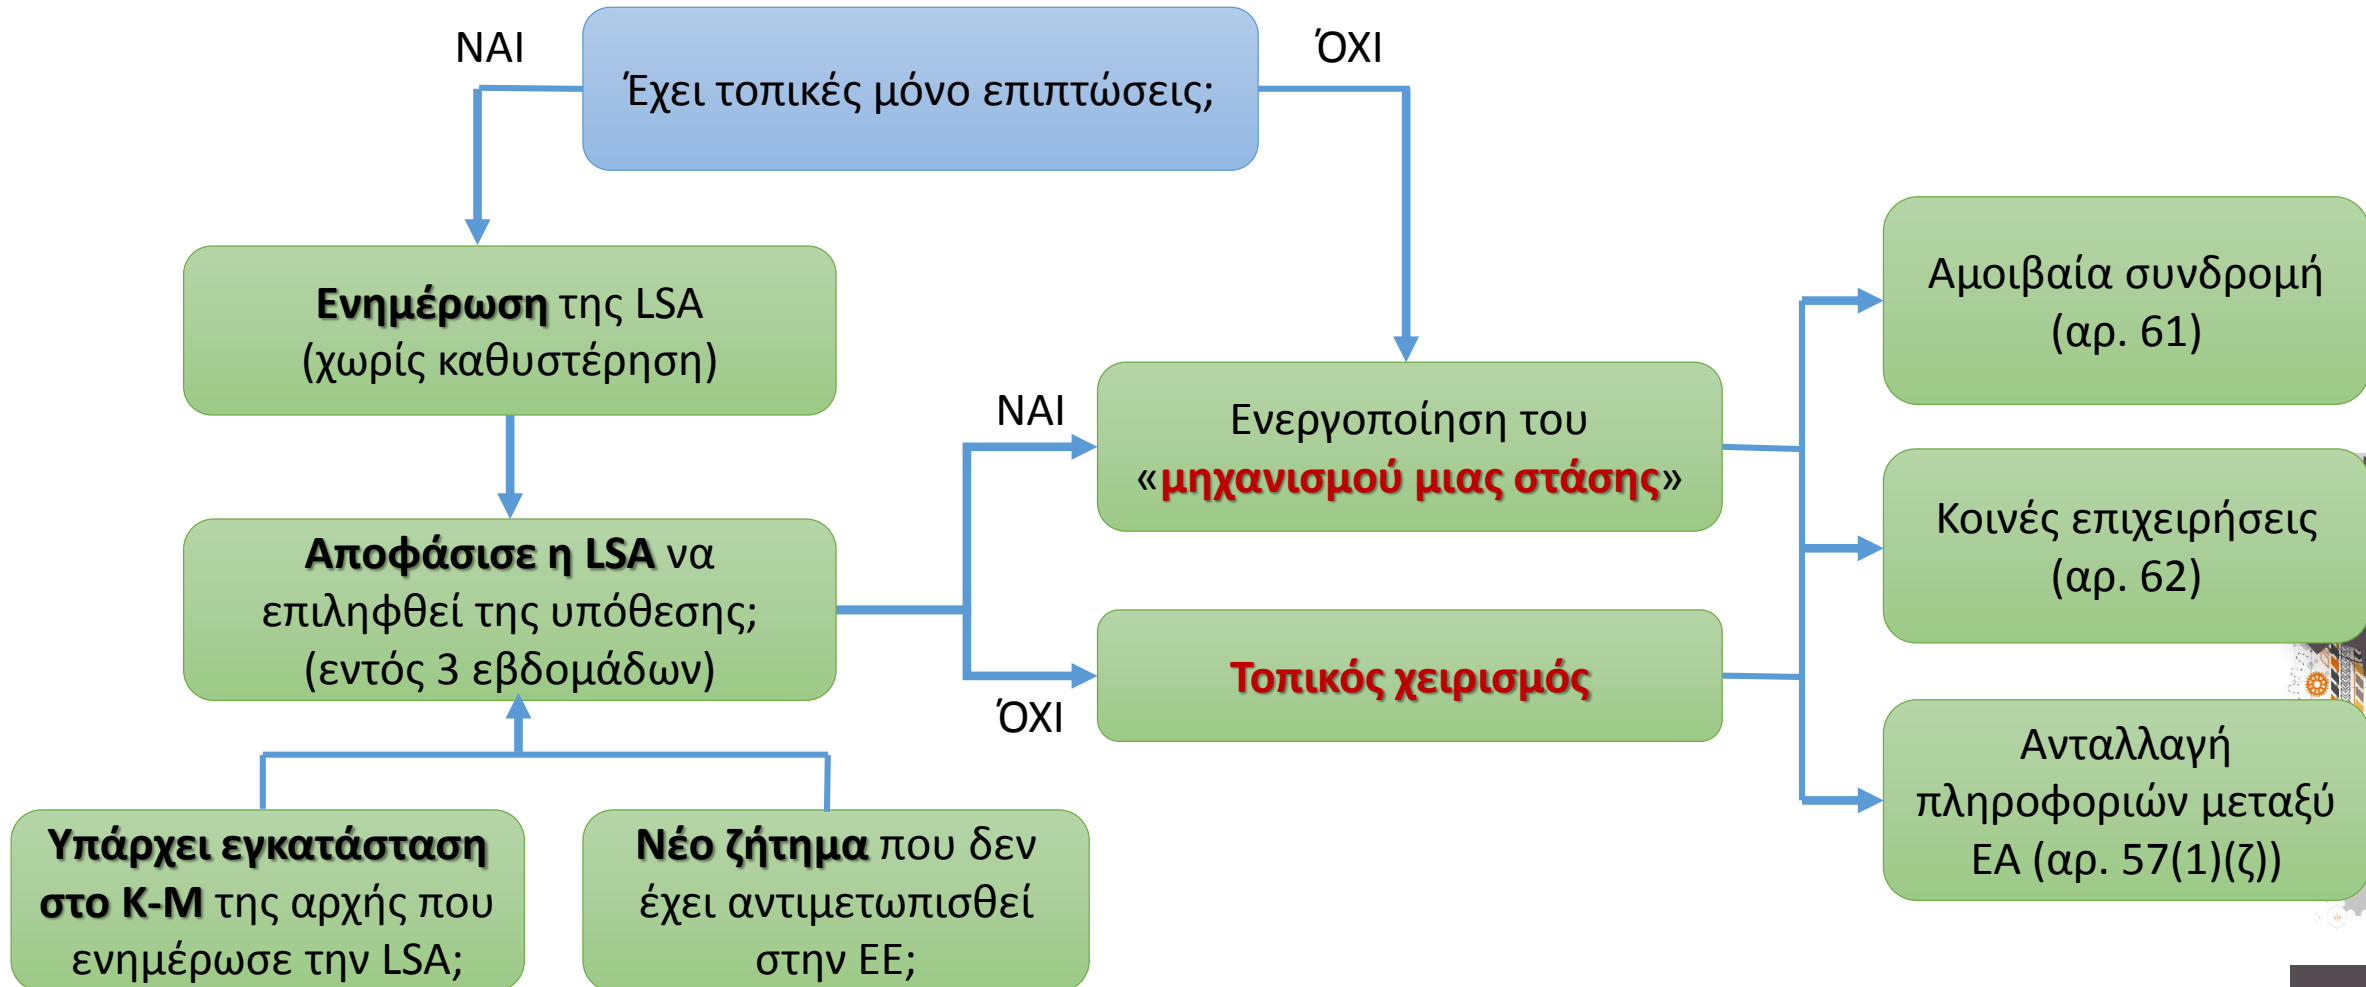 ΝΑΙ
Έχει τοπικές μόνο επιπτώσεις;
ΌΧΙ
Ενημέρωση της LSA
(χωρίς καθυστέρηση)
Αποφάσισε η LSA να
επιληφθεί της υπόθεσης;
(εντός 3 εβδομάδων)
Υπάρχει εγκατάσταση
στο Κ-Μ της αρχής που
ενημέρωσε την LSA;
Νέο ζήτημα που δεν
έχει αντιμετωπισθεί
στην ΕΕ;
ΝΑΙ
Ενεργοποίηση του
«μηχανισμού μιας στάσης»
ΌΧΙ
Τοπικός χειρισμός
Αμοιβαία συνδρομή
(αρ. 61)
Κοινές επιχειρήσεις
(αρ. 62)
Ανταλλαγή
πληροφοριών μεταξύ
ΕΑ (αρ. 57(1)(ζ))